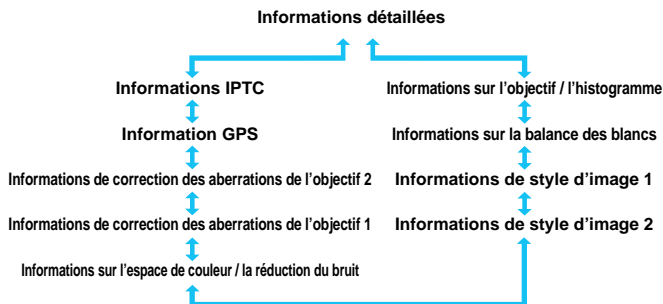 Informations détaillées
Informations IPTC
Informations sur l'objectif / l'histogramme
Information GPS
Informations sur la balance des blancs
Informations de correction des aberrations de l'objectif 2
Informations de style d'image 1
Informations de correction des aberrations de l'objectif 1
Informations de style d'image 2
Informations sur l'espace de couleur / la réduction du bruit